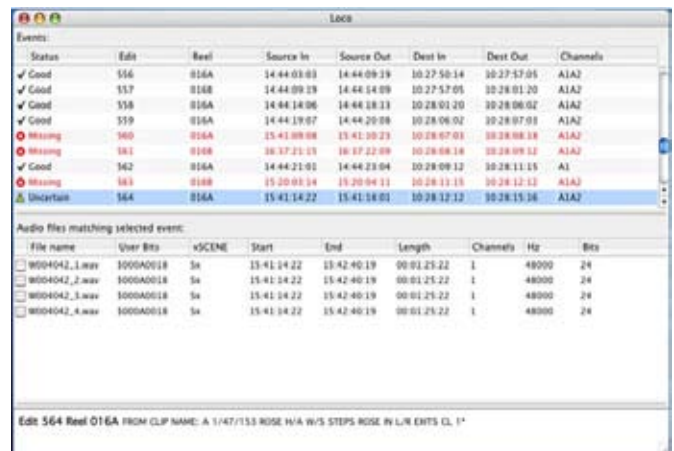 Loco
Events:
Status Edit Reel Source In Source Out Dest In Dest Out Channels
Good 556 016A 14:44:03:03 14:44:09:19 10:27:50:14 10:27:57:05 A1A2
Good 557 016B 14:44:09:19 14:44:14:09 10:27:57:05 10:28:01:20 A1A2
Good 558 016A 14:44:14:06 14:44:18:13 10:28:01:20 10:28:06:02 A1A2
Good 559 016A 14:44:19:07 14:44:20:08 10:28:06:02 10:28:07:03 A1A2
Missing 560 016A 15:41:09:08 15:41:10:23 10:28:07:03 10:28:08:18 A1A2
Missing 561 016B 16:37:21:15 16:37:22:09 10:28:08:18 10:28:09:12 A1A2
Good 562 016A 14:44:21:01 14:44:23:04 10:28:09:12 10:28:11:15 A1
Missing 563 016B 15:20:03:14 15:20:04:11 10:28:11:15 10:28:12:12 A1A2
Uncertain 564 016A 15:41:14:22 15:41:18:01 10:28:12:12 10:28:15:16 A1A2
Audio files matching selected event:
File name User Bits xSCENE Start End Length Channels Hz Bits
W004042_1.wav 5000A0018 5x 15:41:14:22 15:42:40:19 00:01:25:22 1 48000 24
W004042_2.wav 5000A0018 5x 15:41:14:22 15:42:40:19 00:01:25:22 1 48000 24
W004042_3.wav 5000A0018 5x 15:41:14:22 15:42:40:19 00:01:25:22 1 48000 24
W004042_4.wav 5000A0018 5x 15:41:14:22 15:42:40:19 00:01:25:22 1 48000 24
Edit 564 Reel 016A FROM CLIP NAME: A 1/47/153 ROSE H/A W/S STEPS ROSE IN L/R EXITS CL 1*